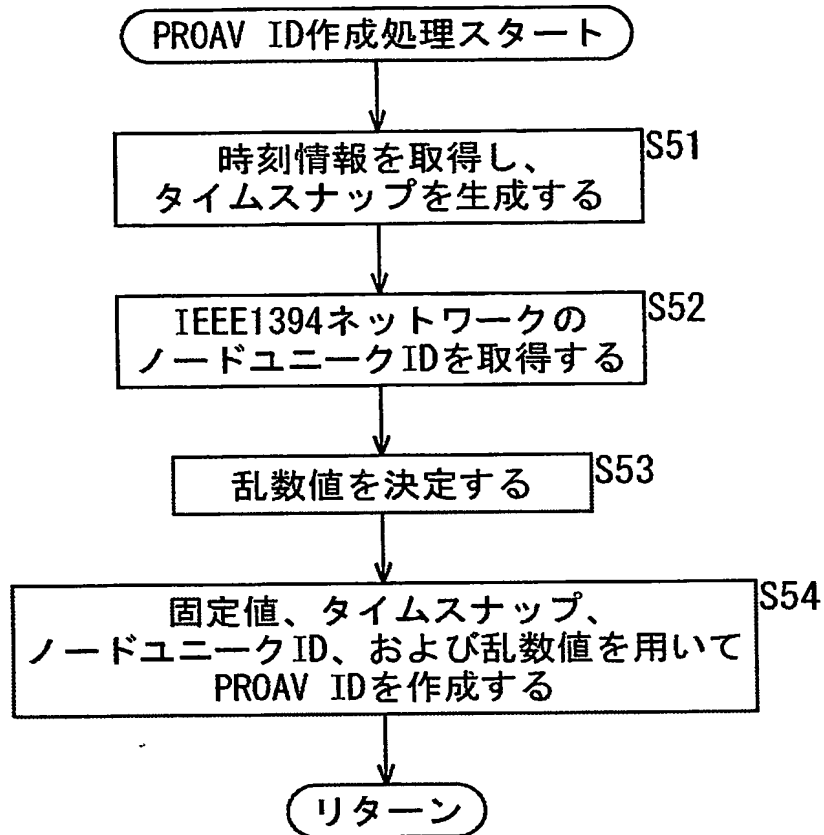 PROAV ID作成処理スタート
時刻情報を取得し、
タイムスナップを生成する
S51
IEEE1394ネットワークの
ノードユニークIDを取得する
S52
乱数値を決定する
S53
固定値、タイムスナップ、
ノードユニークID、および乱数値を用いて
PROAV IDを作成する
S54
リターン